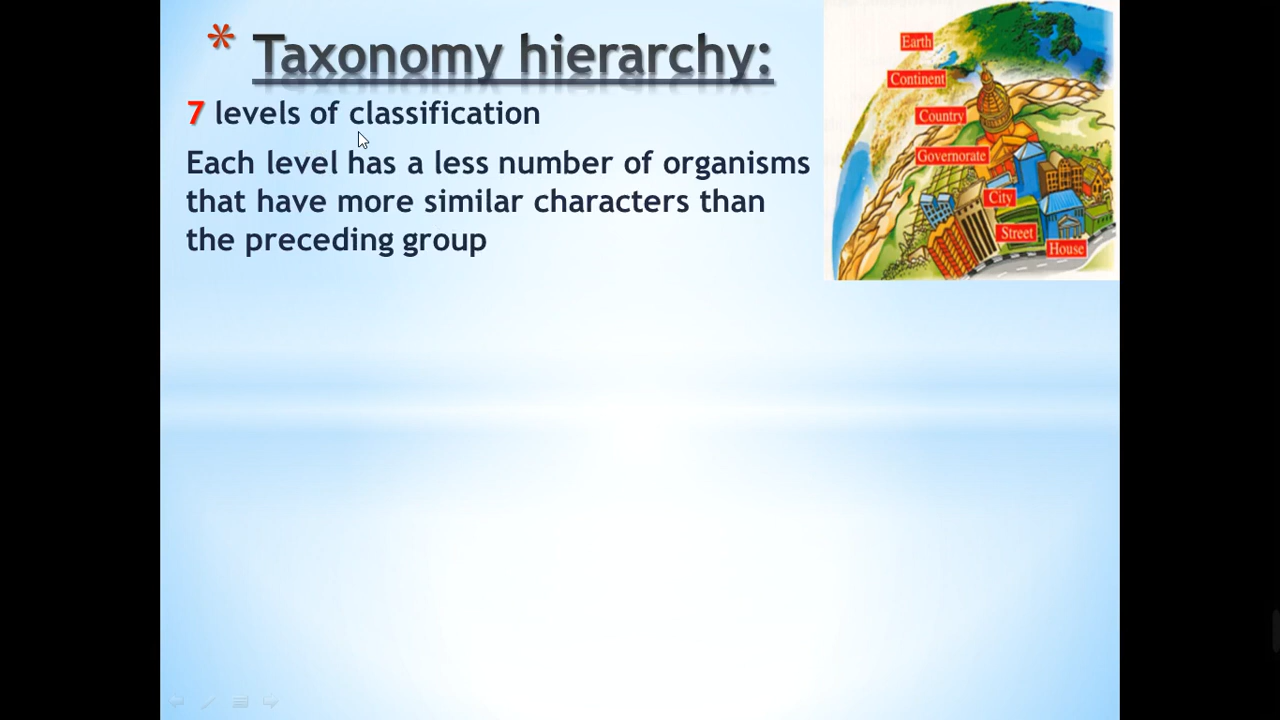 * Taxonomy hierarchy:
7 levels of classification
Each level has a less number of organisms
that have more similar characters than
the preceding group
Earth
Continent
Country
Governorate
City
Street
House